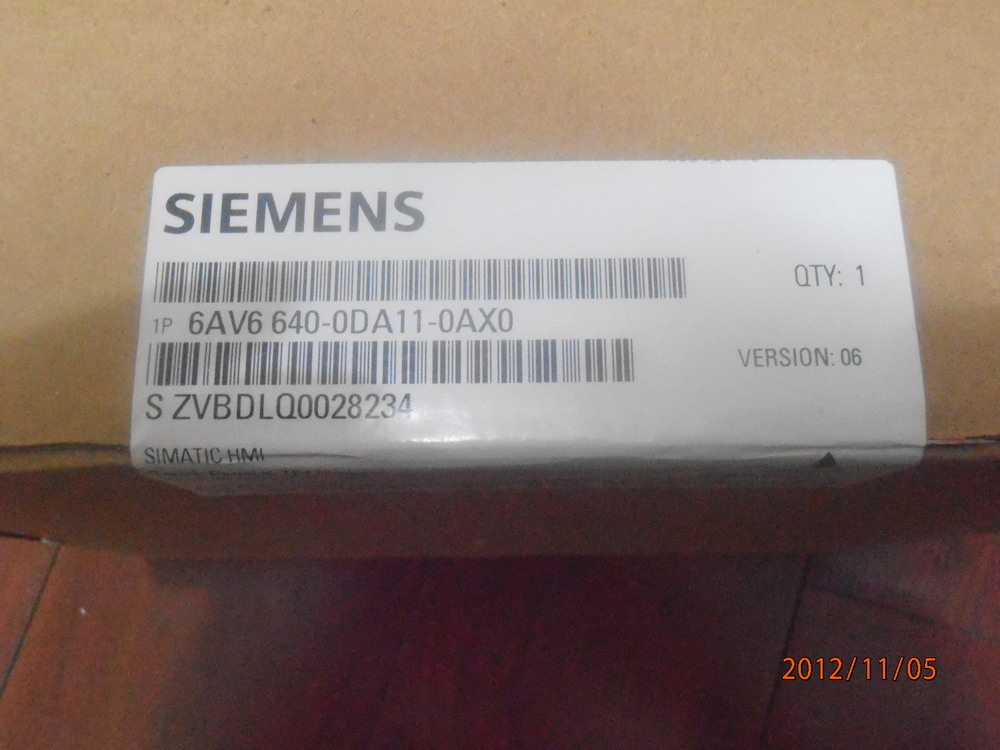 SIEMENS
QTY: 1
1P 6AV6 640-0DA11-0AX0
VERSION: 06
S ZVBDLQ0028234
SIMATIC HMI
2012/11/05